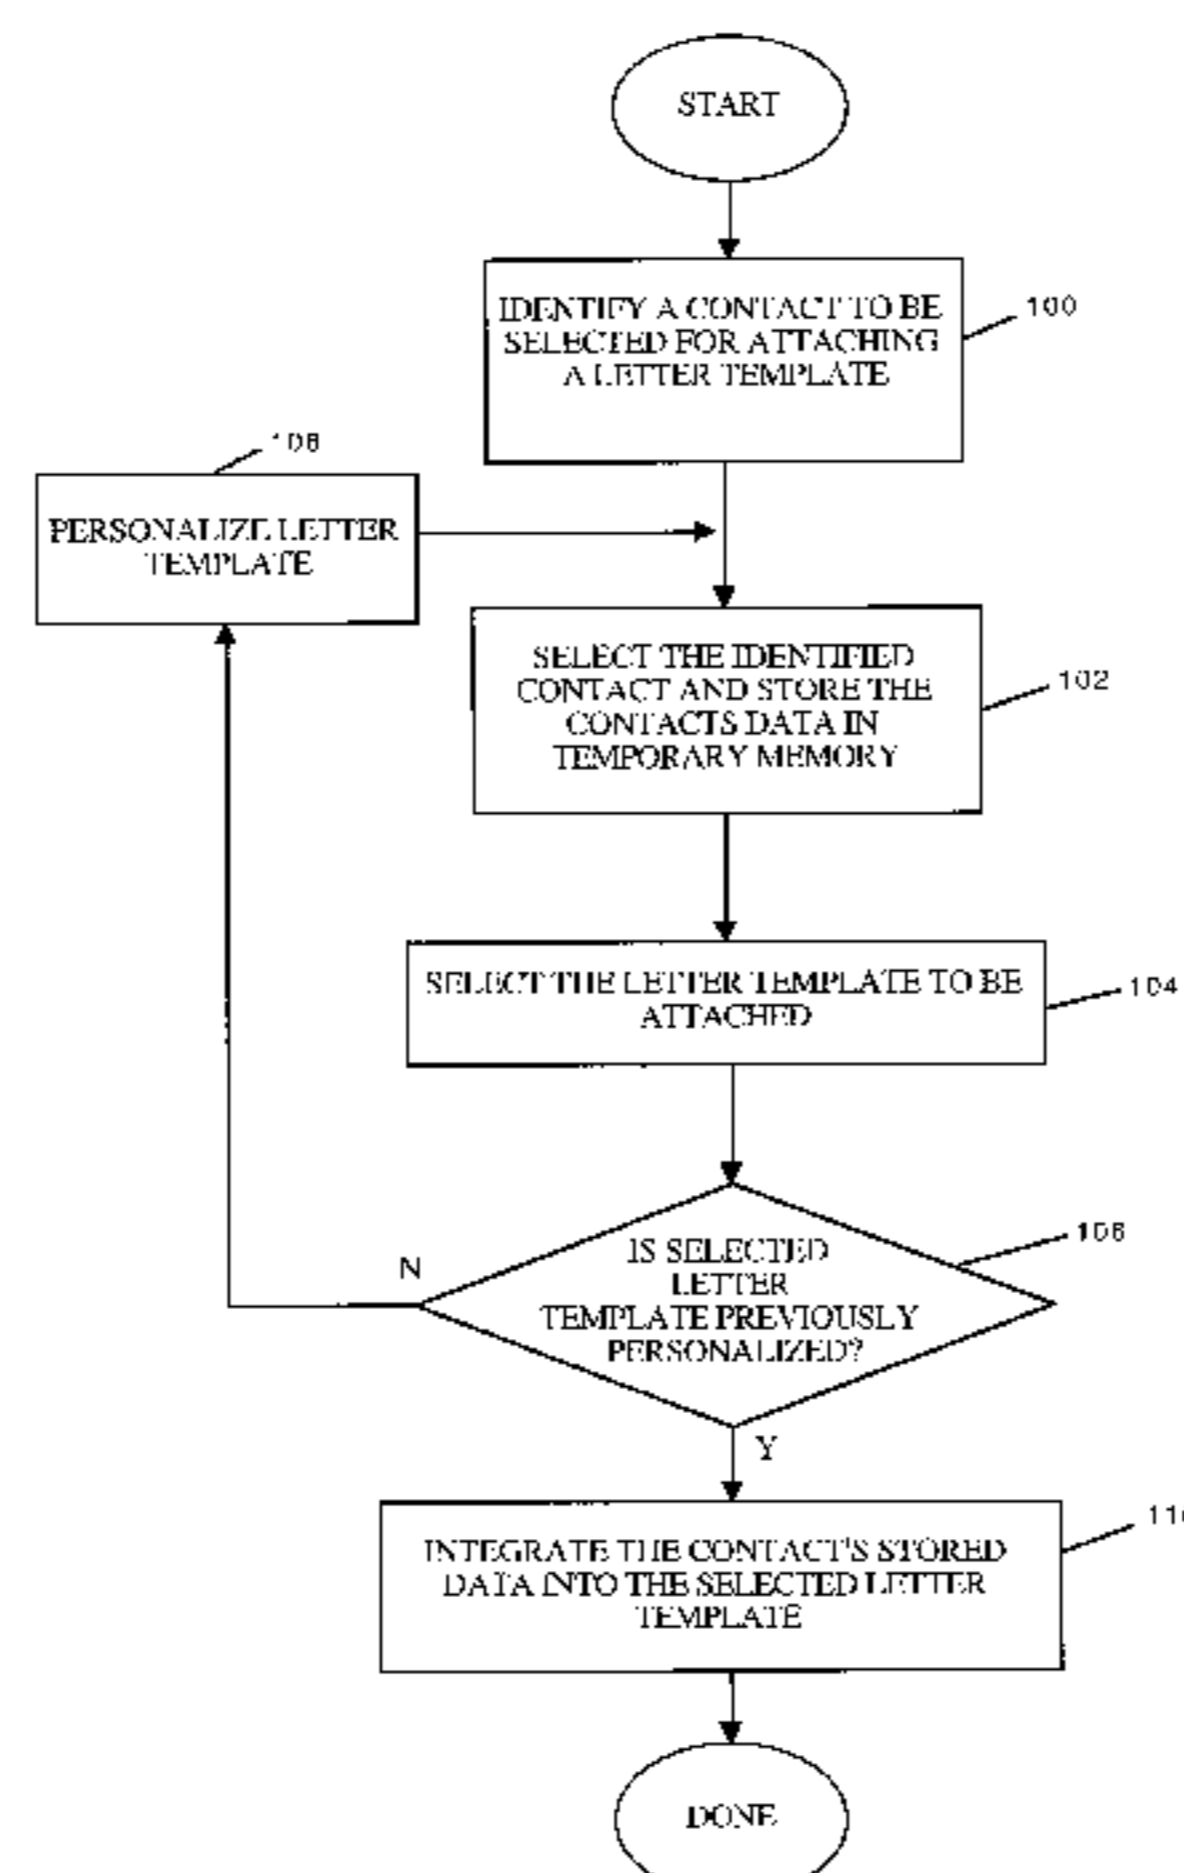 START
IDENTIFY A CONTACT TO BE
SELECTED FOR ATTACHING
A LETTER TEMPLATE
100
108
PERSONALIZE LETTER
TEMPLATE
SELECT THE IDENTIFIED
CONTACT AND STORE THE
CONTACTS DATA IN
TEMPORARY MEMORY
102
SELECT THE LETTER TEMPLATE TO BE
ATTACHED
104
N
IS SELECTED
LETTER
TEMPLATE PREVIOUSLY
PERSONALIZED?
106
Y
INTEGRATE THE CONTACT'S STORED
DATA INTO THE SELECTED LETTER
TEMPLATE
DONE